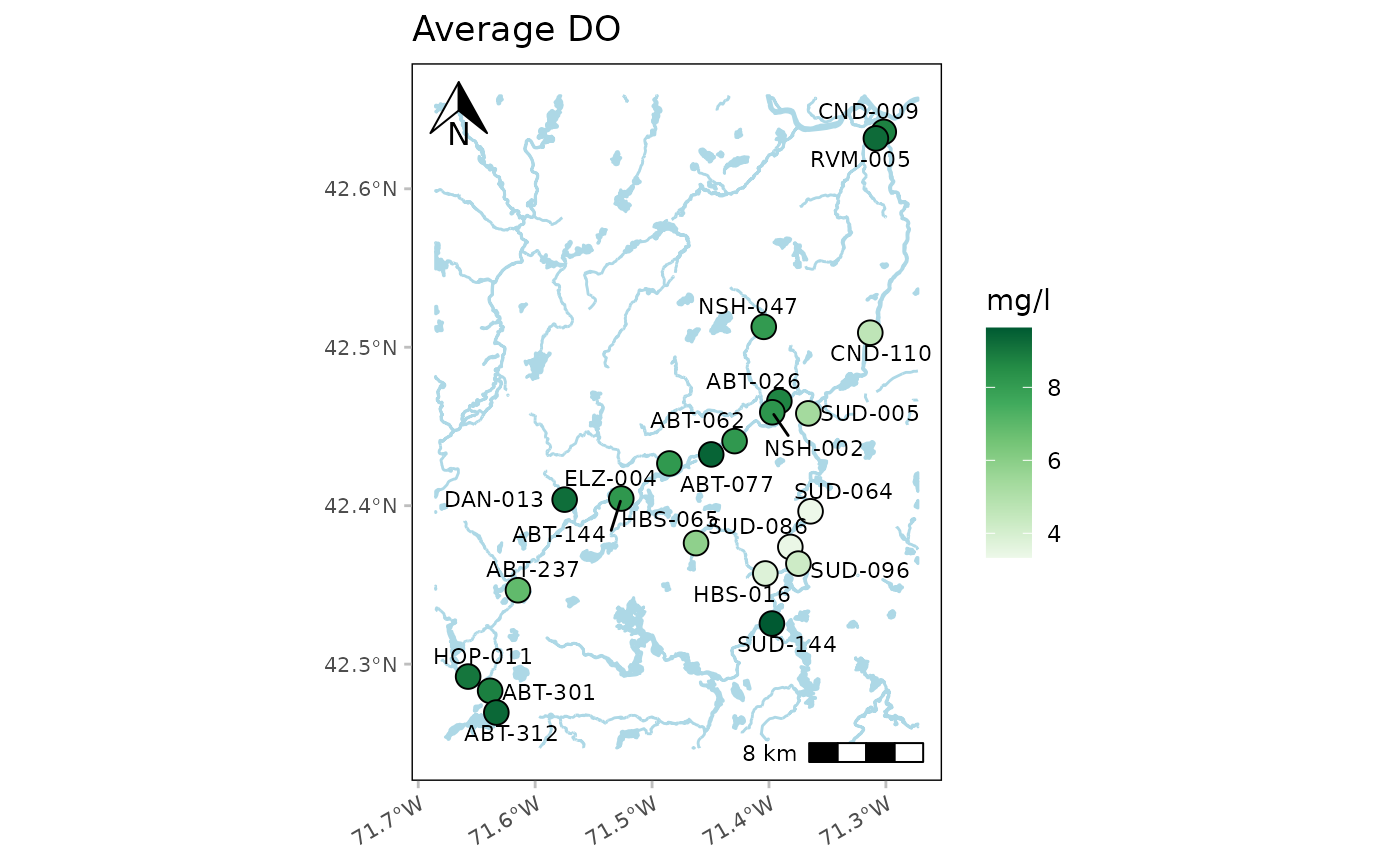 Average DO
N
CND-009
RVM-005
42.6°N
NSH-047
mg/l
42.5°N
CND-110
ABT-026
8
ABT-062
SUD-005
NSH-002
6
ELZ-004
ABT-077
SUD-064
DAN-013
42.4°N
HBS-065
SUD-086
ABT-144
4
ABT-237
SUD-096
HBS-016
SUD-144
HOP-011
42.3°N
ABT-301
ABT-312
8 km
71.7°W
71.6°W
71.5°W
71.4°W
71.3°W